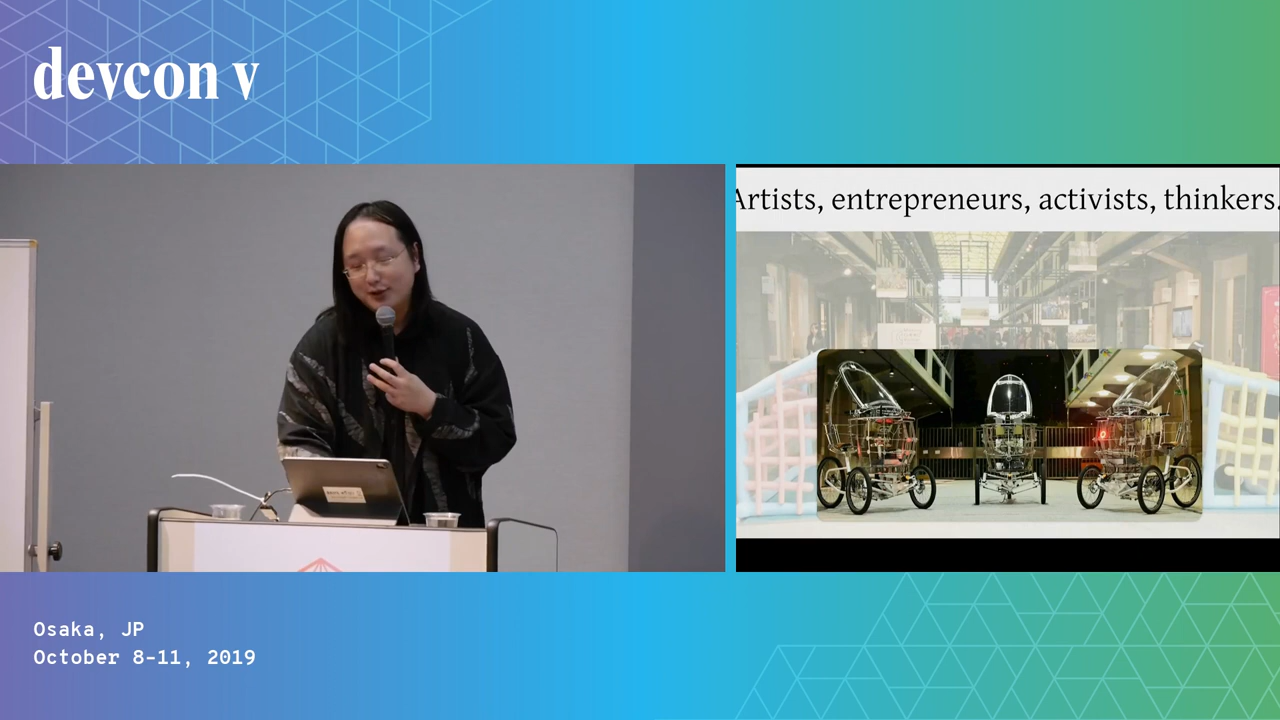 devcon v
Artists, entrepreneurs, activists, thinkers.
Osaka, JP
October 8-11, 2019